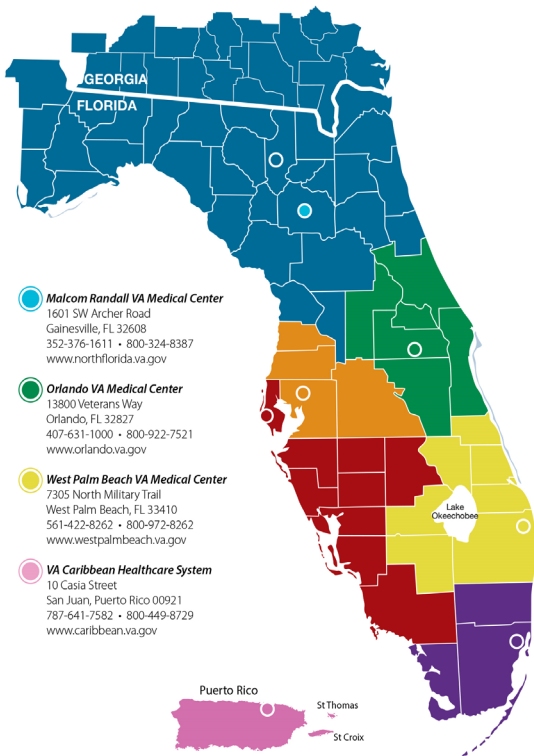 GEORGIA
FLORIDA
Malcom Randall VA Medical Center
1601 SW Archer Road
Gainesville, FL 32608
352-376-1611 • 800-324-8387
www.northflorida.va.gov
Orlando VA Medical Center
13800 Veterans Way
Orlando, FL 32827
407-631-1000 • 800-922-7521
www.orlando.va.gov
West Palm Beach VA Medical Center
7305 North Military Trail
West Palm Beach, FL 33410
561-422-8262 • 800-972-8262
www.westpalmbeach.va.gov
Lake
Okeechobee
VA Caribbean Healthcare System
10 Casia Street
San Juan, Puerto Rico 00921
787-641-7582 • 800-449-8729
www.caribbean.va.gov
Puerto Rico
St Thomas
St Croix